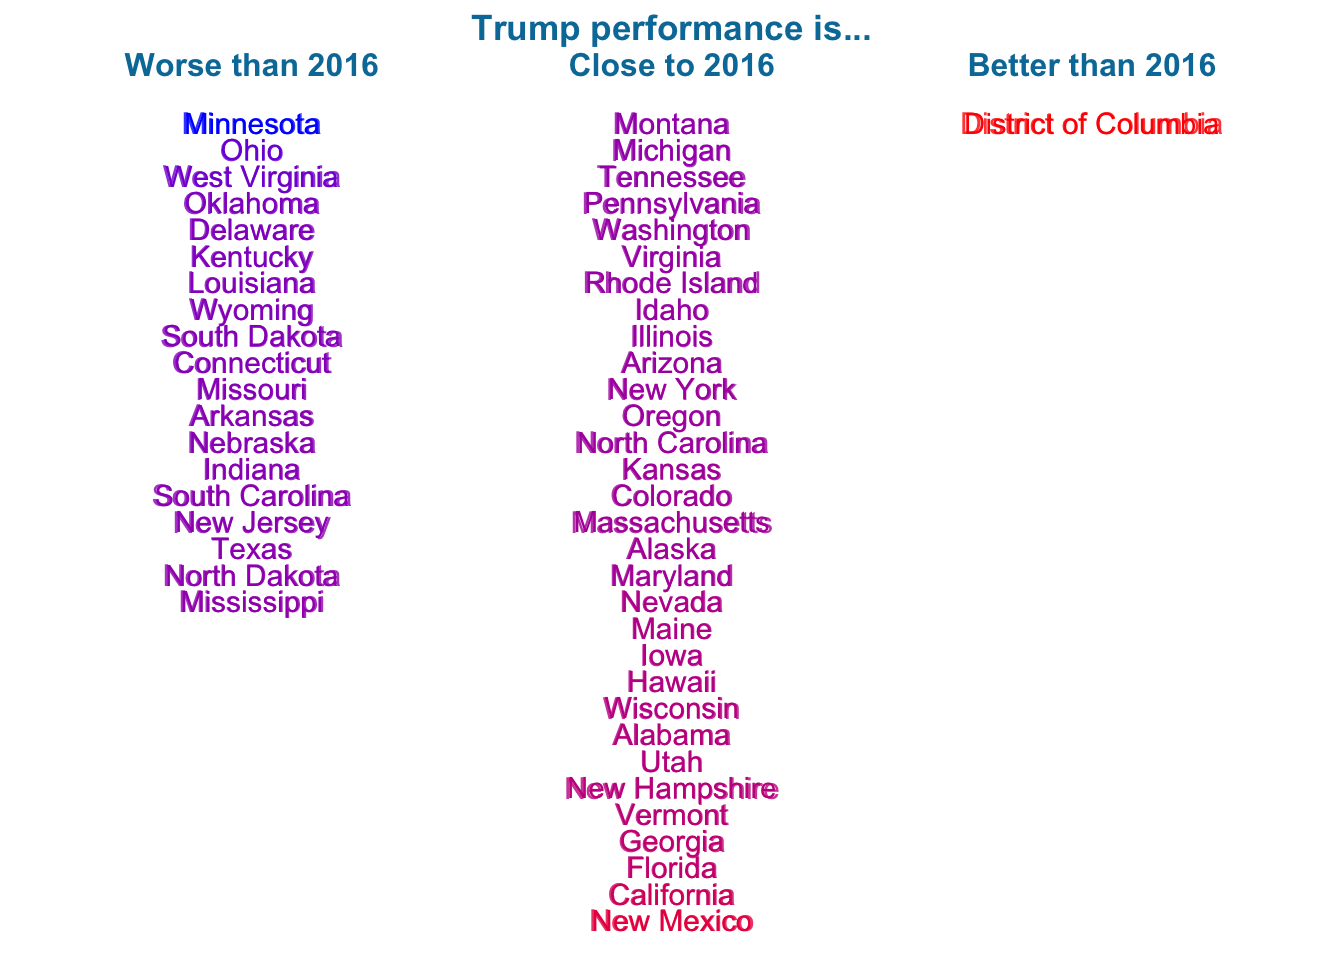 Trump performance is...
Worse than 2016
Minnesota
Ohio
West Virginia
Oklahoma
Delaware
Kentucky
Louisiana
Wyoming
South Dakota
Connecticut
Missouri
Arkansas
Nebraska
Indiana
South Carolina
New Jersey
Texas
North Dakota
Mississippi
Close to 2016
Montana
Michigan
Tennessee
Pennsylvania
Washington
Virginia
Rhode Island
Idaho
Illinois
Arizona
New York
Oregon
North Carolina
Kansas
Colorado
Massachusetts
Alaska
Maryland
Nevada
Maine
Iowa
Hawaii
Wisconsin
Alabama
Utah
New Hampshire
Vermont
Georgia
Florida
California
New Mexico
Better than 2016
District of Columbia